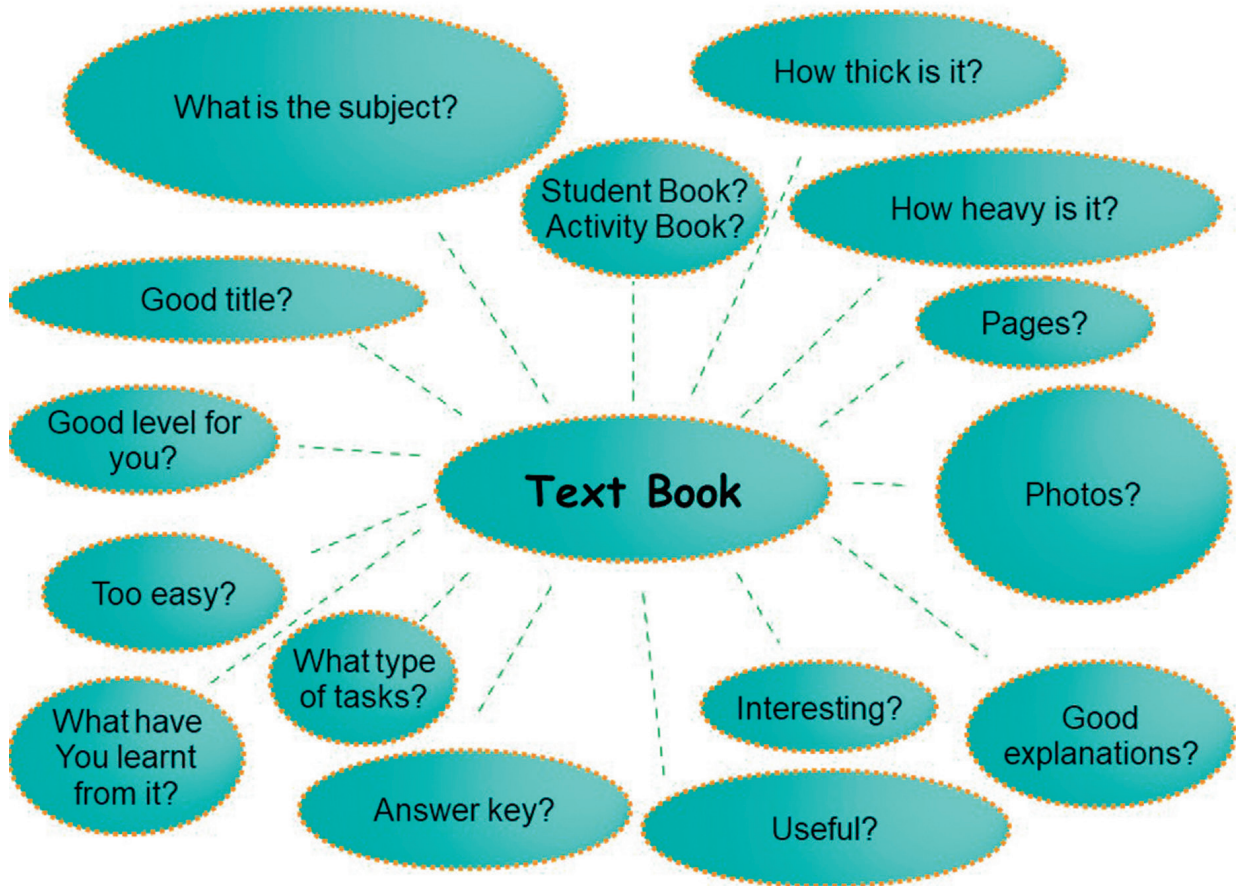 What is the subject?
How thick is it?
Student Book?
Activity Book?
How heavy is it?
Good title?
Pages?
Good level for
you?
Text Book
Photos?
Too easy?
What type
of tasks?
What have
You learnt
from it?
Interesting?
Good
explanations?
Answer key?
Useful?